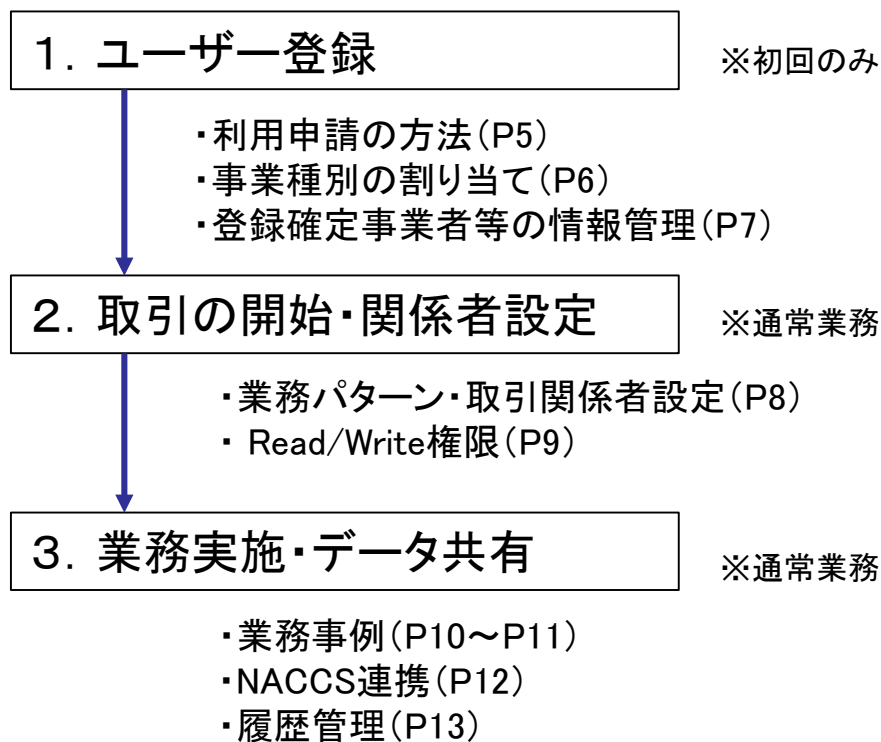 １．ユーザー登録 ※初回のみ
・利用申請の方法（P5）
・事業種別の割り当て（P6）
・登録確定事業者等の情報管理（P7）
２．取引の開始・関係者設定 ※通常業務
・業務パターン・取引関係者設定（P8）
・ Read/Write権限（P9）
３．業務実施・データ共有 ※通常業務
・業務事例（P10～P11）
・NACCS連携（P12）
・履歴管理（P13）